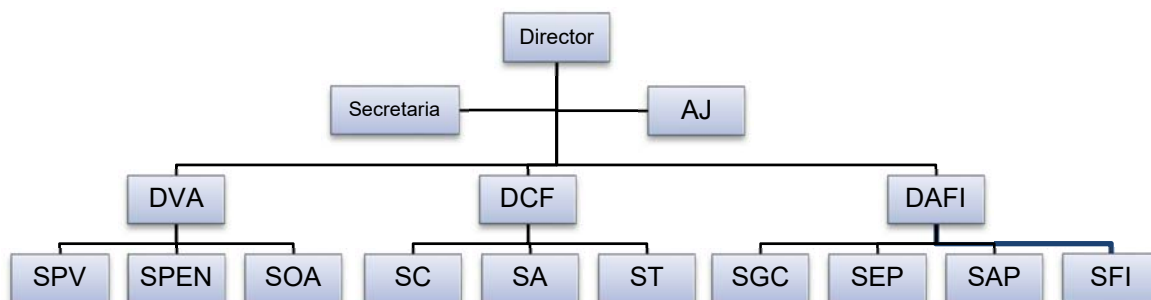 Director
Secretaria
AJ
DVA
DCF
DAFI
SPV
SPEN
SOA
SC
SA
ST
SGC
SEP
SAP
SFI